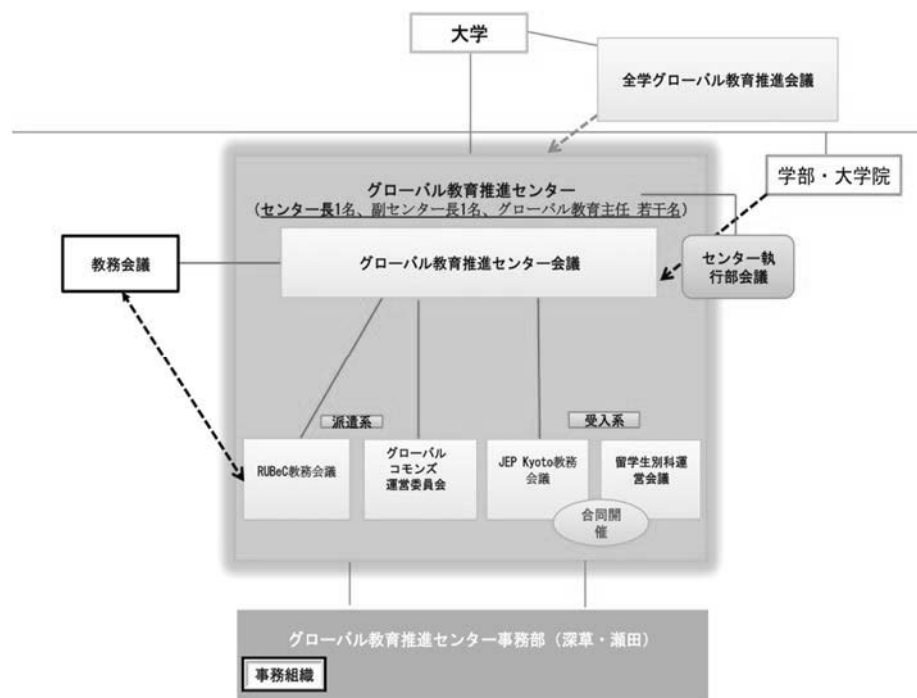 大学
全学グローバル教育推進会議
学部・大学院
グローバル教育推進センター
（センター長1名、副センター長1名、グローバル教育主任 若干名）
グローバル教育推進センター会議
センター執
行部会議
教務会議
派遣系
受入系
RUBeC教務会議
グローバル
コモンズ
運営委員会
JEP Kyoto教務
会議
留学生別科運
営会議
合同開
催
グローバル教育推進センター事務部（深草・瀬田）
事務組織